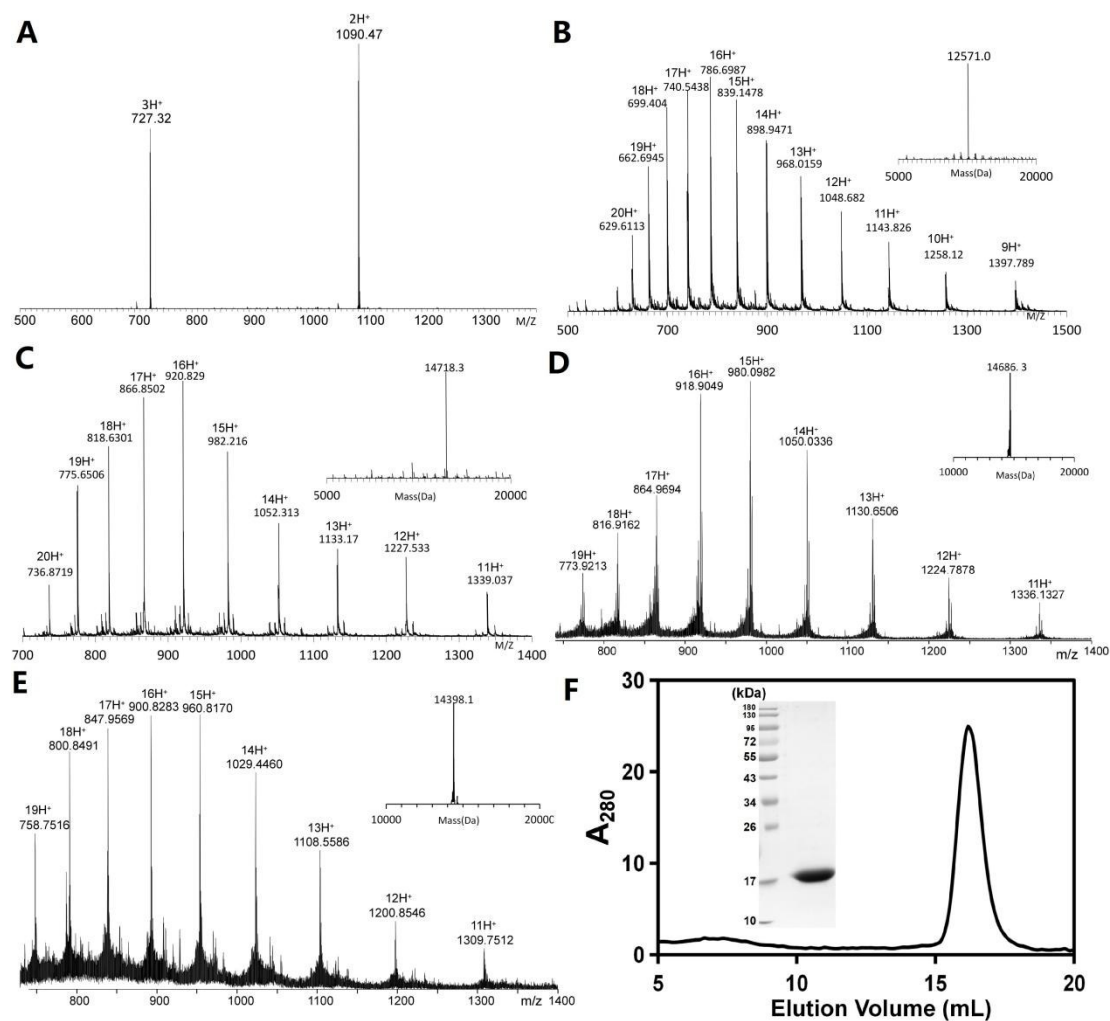 A
2H⁺
1090.47
3H⁺
727.32
500 600 700 800 900 1000 1100 1200 1300
M/Z
B
16H⁺
786.6987
17H⁺
740.5438
15H⁺
839.1478
18H⁺
699.404
14H⁺
898.9471
19H⁺
662.6945
13H⁺
968.0159
12H⁺
1048.682
20H⁺
629.6113
11H⁺
1143.826
10H⁺
1258.12
9H⁺
1397.789
12571.0
5000 Mass(Da) 20000
500 700 900 1100 1300 1500
M/Z
C
16H⁺
920.829
17H⁺
866.8502
18H⁺
818.6301
15H⁺
982.216
19H⁺
775.6506
14H⁺
1052.313
13H⁺
1133.17
12H⁺
1227.533
20H⁺
736.8719
11H⁺
1339.037
14718.3
5000 Mass(Da) 20000
700 800 900 1000 1100 1200 1300 1400
M/Z
D
15H⁺
980.0982
16H⁺
918.9049
14H⁺
1050.0336
17H⁺
864.9694
13H⁺
1130.6506
18H⁺
816.9162
12H⁺
1224.7878
19H⁺
773.9213
11H⁺
1336.1327
14686.3
10000 Mass(Da) 20000
800 900 1000 1100 1200 1300 1400
m/z
E
16H⁺
900.8283
15H⁺
960.8170
17H⁺
847.9569
18H⁺
800.8491
14H⁺
1029.4460
19H⁺
758.7516
13H⁺
1108.5586
12H⁺
1200.8546
11H⁺
1309.7512
14398.1
10000 Mass(Da) 20000
800 900 1000 1100 1200 1300 1400
m/z
F
30
20
10
0
A₂₈₀
(kDa)
180
130
95
72
55
43
34
26
17
10
5 10 15 20
Elution Volume (mL)